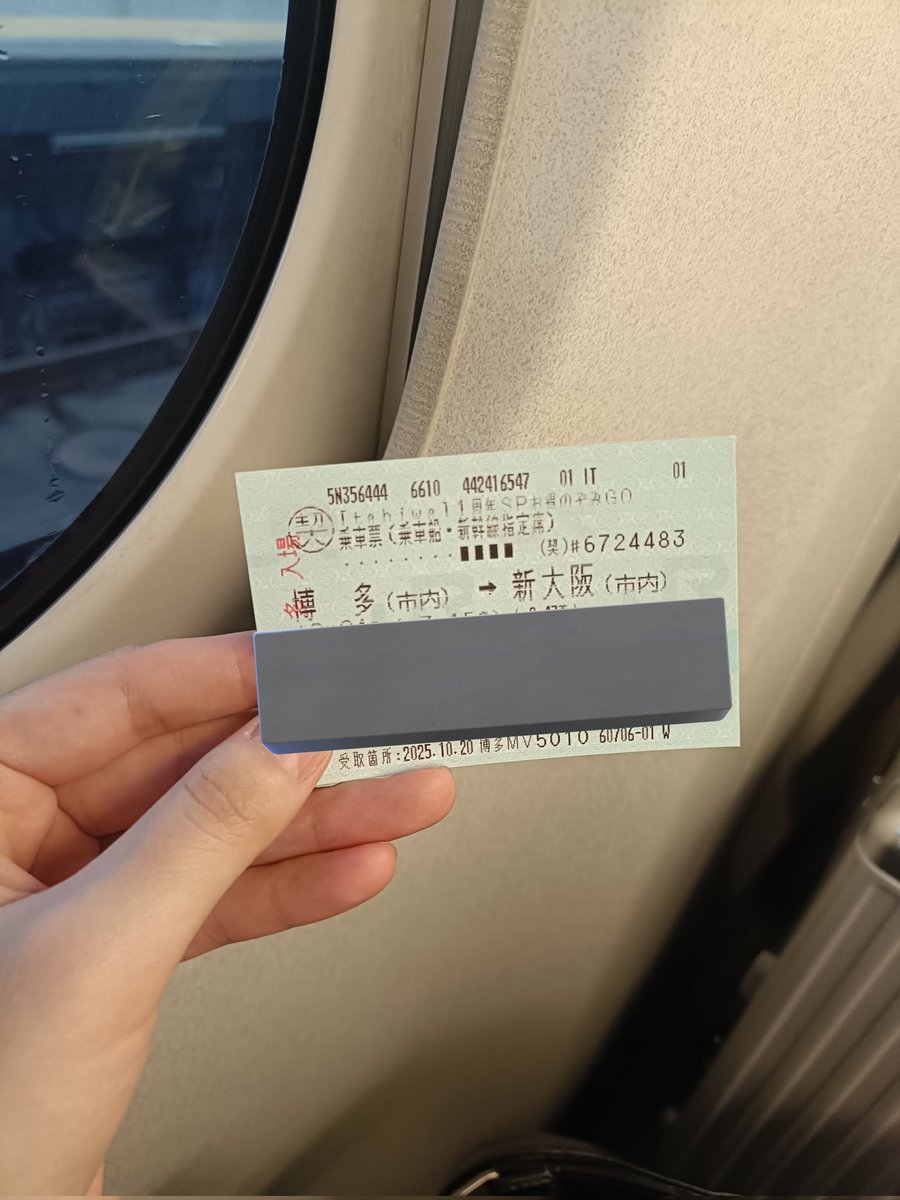 5N356444 6610 442416547 01 IT 01
㊞契 Itabiwa1周年SPお得のぞみGO
乗車票(乗車船・新幹線指定席)
........■■■■ (契)#6724483
入場
博多(市内) ➡ 新大阪(市内)
受取箇所:2025.10.20 博多MV5010 60706-01 W